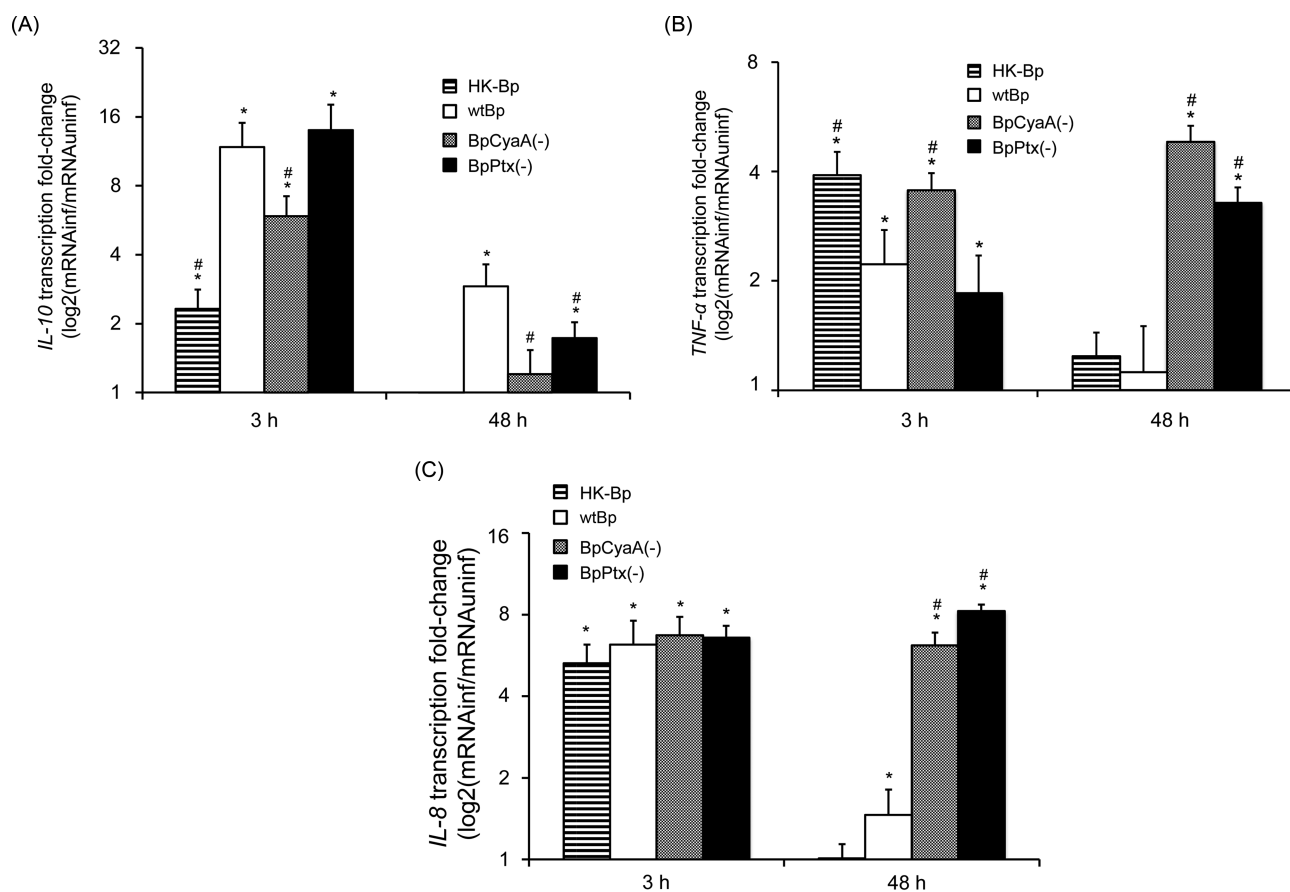 (A)
IL-10 transcription fold-change
(log2(mRNAinf/mRNAuninf)
32
16
8
4
2
1
HK-Bp
wtBp
BpCyaA(-)
BpPtx(-)
#
*
*
#
*
*
*
#
#
*
3 h
48 h
(B)
TNF-α transcription fold-change
(log2(mRNAinf/mRNAuninf)
8
4
2
1
HK-Bp
wtBp
BpCyaA(-)
BpPtx(-)
#
*
*
#
*
*
#
*
#
*
3 h
48 h
(C)
IL-8 transcription fold-change
(log2(mRNAinf/mRNAuninf)
16
8
4
2
1
HK-Bp
wtBp
BpCyaA(-)
BpPtx(-)
*
*
*
*
*
#
*
#
*
3 h
48 h